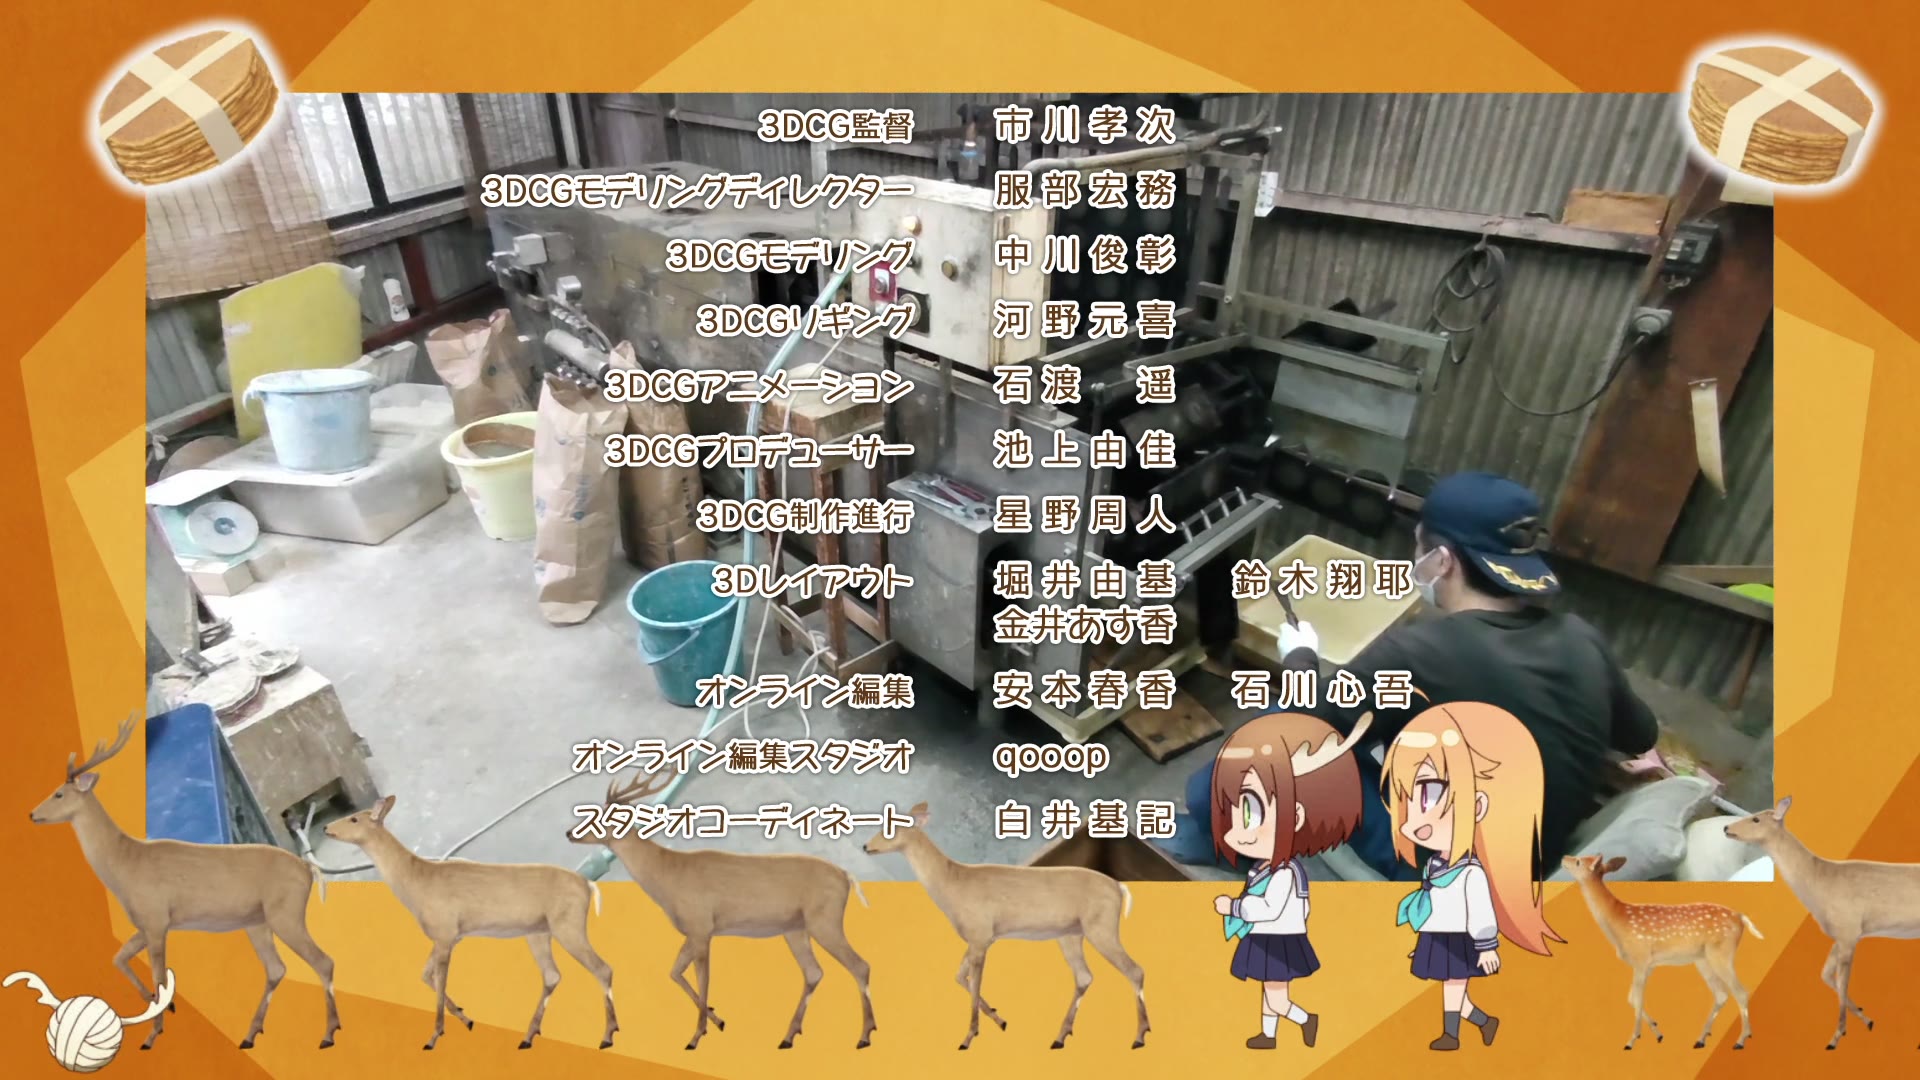 3DCG監督 市川孝次
3DCGモデリングディレクター 服部宏務
3DCGモデリング 中川俊彰
3DCGリギング 河野元喜
3DCGアニメーション 石渡 遥
3DCGプロデューサー 池上由佳
3DCG制作進行 星野周人
3Dレイアウト 堀井由基 鈴木翔耶
金井あす香
オンライン編集 安本春香 石川心吾
オンライン編集スタジオ qooop
スタジオコーディネート 白井基記